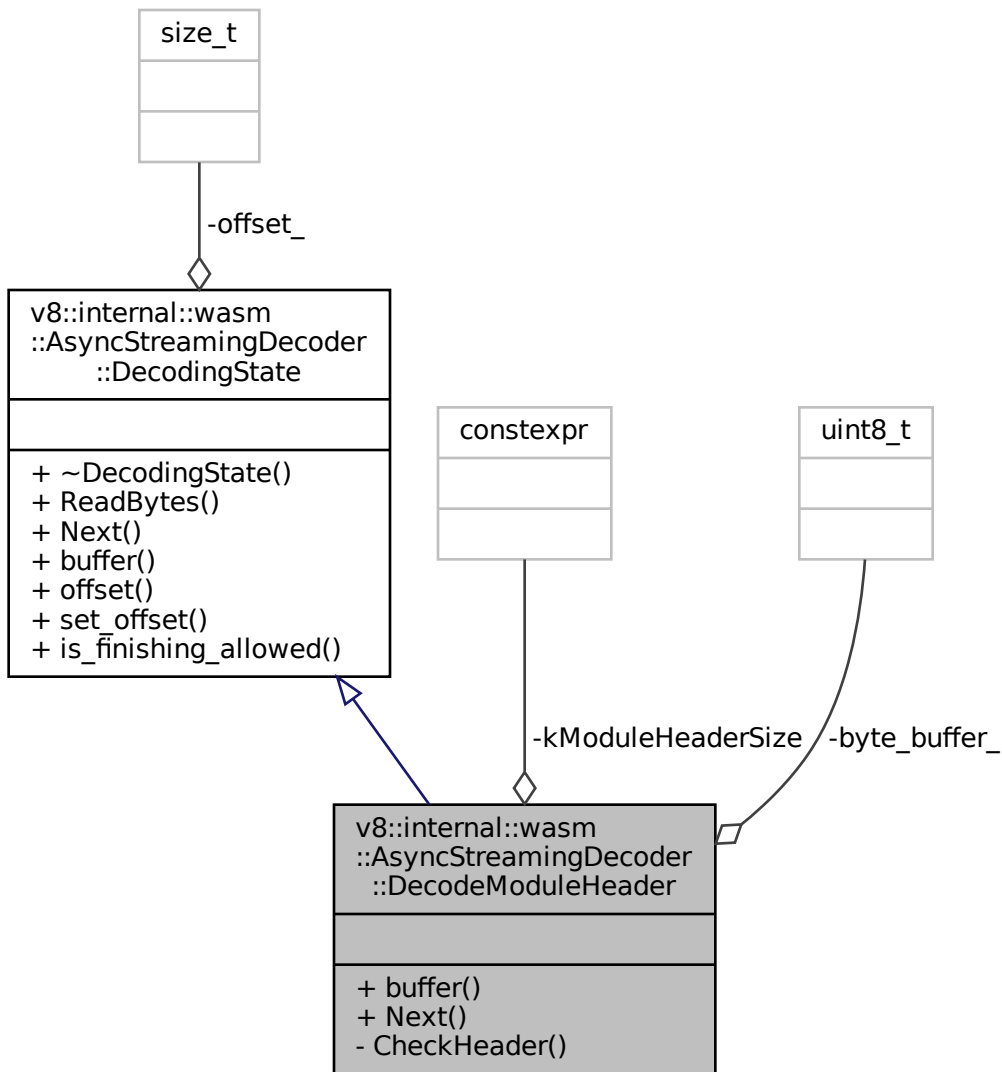 size_t
-offset_
v8::internal::wasm
::AsyncStreamingDecoder
::DecodingState
+ ~DecodingState()
+ ReadBytes()
+ Next()
+ buffer()
+ offset()
+ set_offset()
+ is_finishing_allowed()
constexpr
uint8_t
-kModuleHeaderSize
-byte_buffer_
v8::internal::wasm
::AsyncStreamingDecoder
::DecodeModuleHeader
+ buffer()
+ Next()
- CheckHeader()